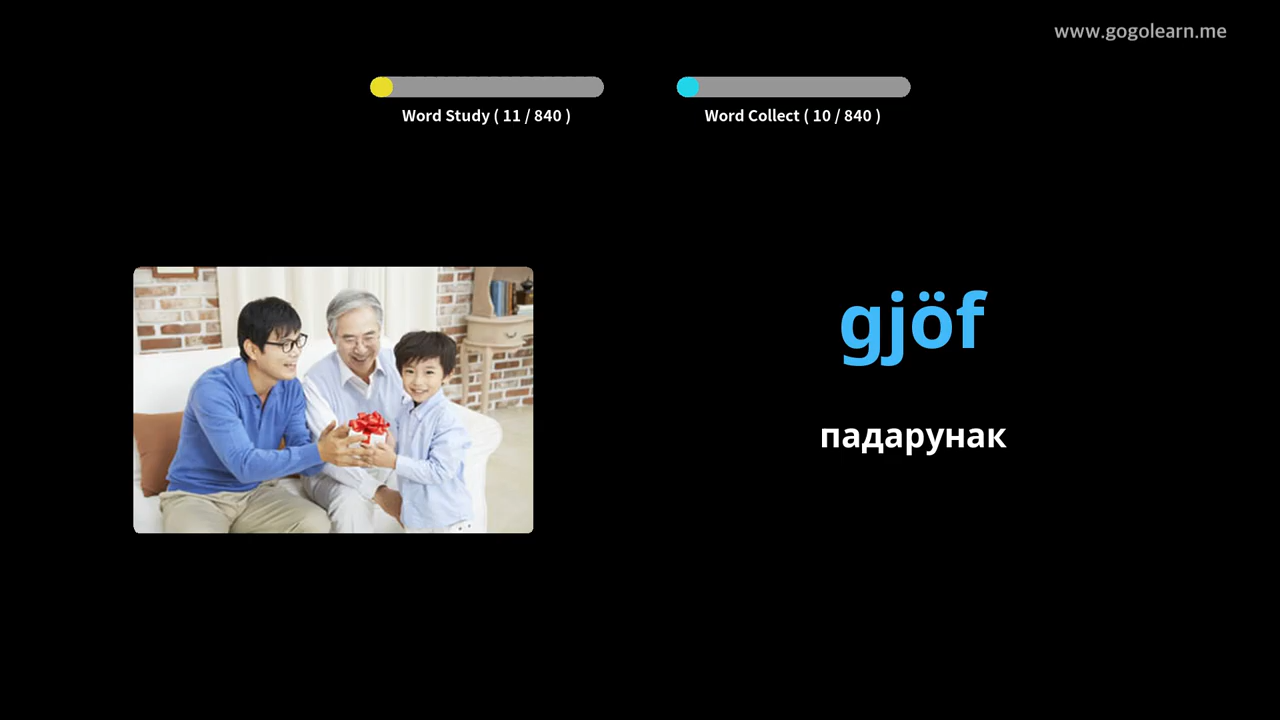 www.gogolearn.me
Word Study ( 11 / 840 )
Word Collect ( 10 / 840 )
gjöf
падарунак